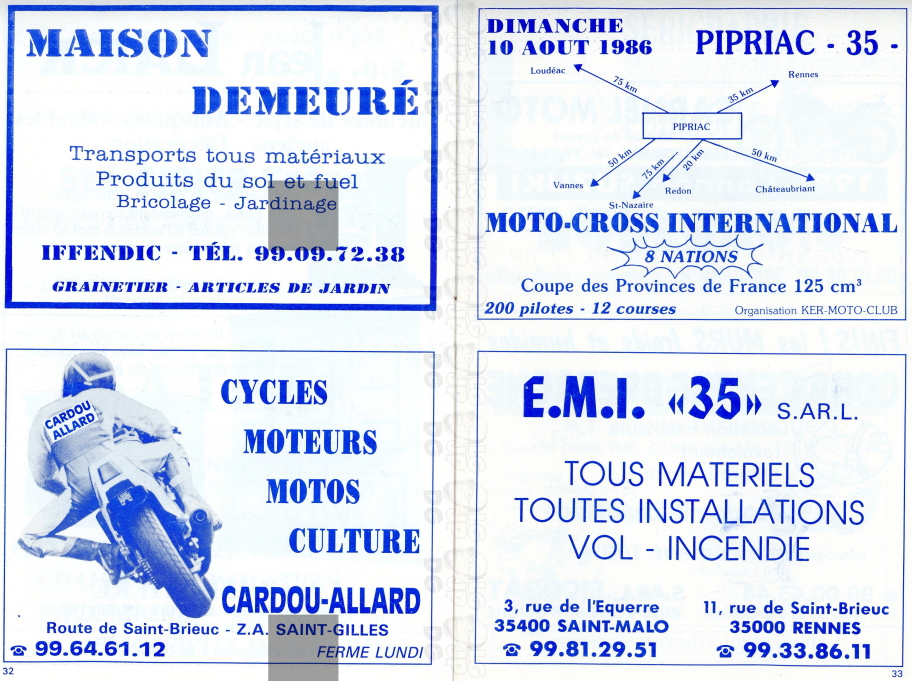 MAISON
DEMEURÉ
Transports tous matériaux
Produits du sol et fuel
Bricolage - Jardinage
IFFENDIC - TÉL. 99.09.72.38
GRAINETIER - ARTICLES DE JARDIN
CARDOU
ALLARD
CYCLES
MOTEURS
MOTOS
CULTURE
CARDOU-ALLARD
Route de Saint-Brieuc - Z.A. SAINT-GILLES
☎ 99.64.61.12
FERME LUNDI
32
DIMANCHE
10 AOUT 1986
PIPRIAC - 35 -
Loudéac
Rennes
75 km
35 km
PIPRIAC
50 km
75 km
20 km
50 km
Vannes
St-Nazaire
Redon
Châteaubriant
MOTO-CROSS INTERNATIONAL
8 NATIONS
Coupe des Provinces de France 125 cm³
200 pilotes - 12 courses
Organisation KER-MOTO-CLUB
E.M.I. «35» S.AR.L.
TOUS MATERIELS
TOUTES INSTALLATIONS
VOL - INCENDIE
3, rue de l'Equerre
35400 SAINT-MALO
☎ 99.81.29.51
11, rue de Saint-Brieuc
35000 RENNES
☎ 99.33.86.11
33